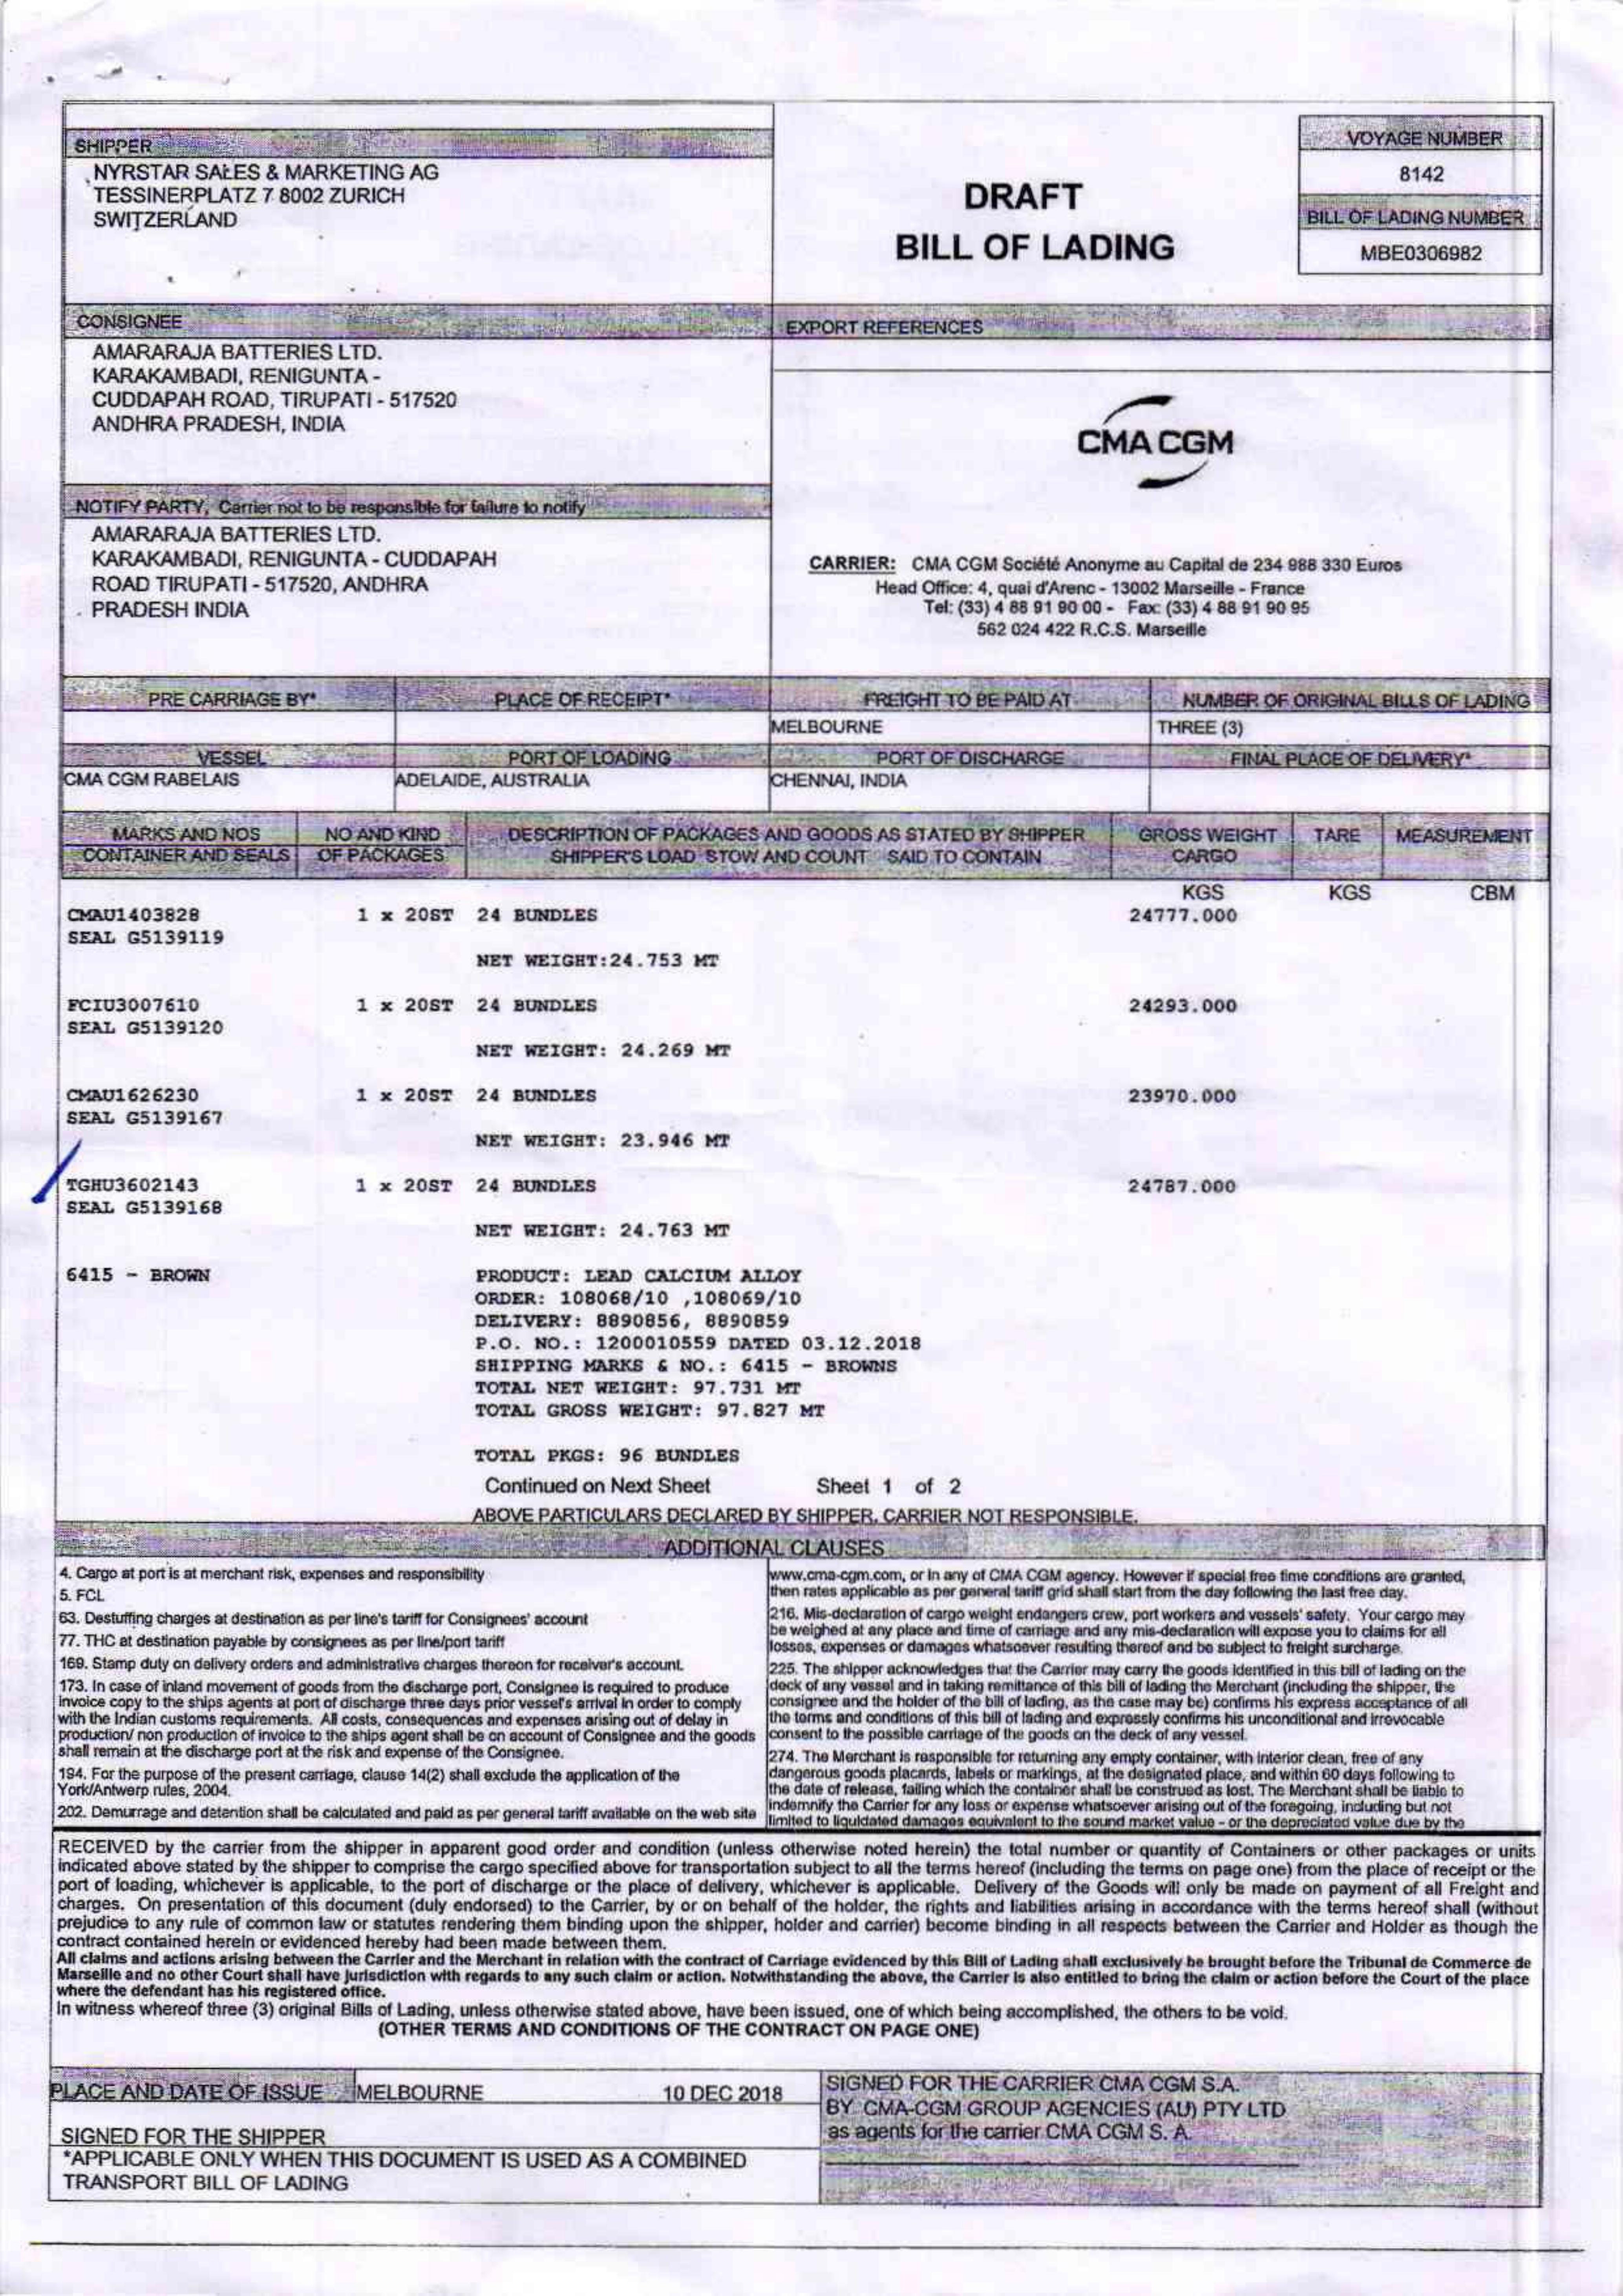 SHIPPER
NYRSTAR SALES & MARKETING AG
TESSINERPLATZ 7 8002 ZURICH
SWITZERLAND
DRAFT
BILL OF LADING
VOYAGE NUMBER
8142
BILL OF LADING NUMBER
MBE0306982
CONSIGNEE
AMARARAJA BATTERIES LTD.
KARAKAMBADI, RENIGUNTA -
CUDDAPAH ROAD, TIRUPATI - 517520
ANDHRA PRADESH, INDIA
EXPORT REFERENCES
CMA CGM
NOTIFY PARTY, Carrier not to be responsible for failure to notify
AMARARAJA BATTERIES LTD.
KARAKAMBADI, RENIGUNTA - CUDDAPAH
ROAD TIRUPATI - 517520, ANDHRA
PRADESH INDIA
CARRIER: CMA CGM Société Anonyme au Capital de 234 988 330 Euros
Head Office: 4, quai d'Arenc - 13002 Marseille - France
Tel: (33) 4 88 91 90 00 - Fax: (33) 4 88 91 90 95
562 024 422 R.C.S. Marseille
PRE CARRIAGE BY* PLACE OF RECEIPT* FREIGHT TO BE PAID AT NUMBER OF ORIGINAL BILLS OF LADING
MELBOURNE THREE (3)
VESSEL PORT OF LOADING PORT OF DISCHARGE FINAL PLACE OF DELIVERY*
CMA CGM RABELAIS ADELAIDE, AUSTRALIA CHENNAI, INDIA
MARKS AND NOS NO AND KIND DESCRIPTION OF PACKAGES AND GOODS AS STATED BY SHIPPER GROSS WEIGHT TARE MEASUREMENT
CONTAINER AND SEALS OF PACKAGES SHIPPER'S LOAD STOW AND COUNT SAID TO CONTAIN CARGO
KGS KGS CBM
CMAU1403828 1 x 20ST 24 BUNDLES 24777.000
SEAL G5139119
NET WEIGHT:24.753 MT
FCIU3007610 1 x 20ST 24 BUNDLES 24293.000
SEAL G5139120
NET WEIGHT: 24.269 MT
CMAU1626230 1 x 20ST 24 BUNDLES 23970.000
SEAL G5139167
NET WEIGHT: 23.946 MT
TGHU3602143 1 x 20ST 24 BUNDLES 24787.000
SEAL G5139168
NET WEIGHT: 24.763 MT
6415 - BROWN PRODUCT: LEAD CALCIUM ALLOY
ORDER: 108068/10 ,108069/10
DELIVERY: 8890856, 8890859
P.O. NO.: 1200010559 DATED 03.12.2018
SHIPPING MARKS & NO.: 6415 - BROWNS
TOTAL NET WEIGHT: 97.731 MT
TOTAL GROSS WEIGHT: 97.827 MT
TOTAL PKGS: 96 BUNDLES
Continued on Next Sheet Sheet 1 of 2
ABOVE PARTICULARS DECLARED BY SHIPPER. CARRIER NOT RESPONSIBLE.
ADDITIONAL CLAUSES
4. Cargo at port is at merchant risk, expenses and responsibility
5. FCL
63. Destuffing charges at destination as per line's tariff for Consignees' account
77. THC at destination payable by consignees as per line/port tariff
169. Stamp duty on delivery orders and administrative charges thereon for receiver's account.
173. In case of inland movement of goods from the discharge port, Consignee is required to produce
invoice copy to the ships agents at port of discharge three days prior vessel's arrival in order to comply
with the Indian customs requirements. All costs, consequences and expenses arising out of delay in
production/ non production of invoice to the ships agent shall be on account of Consignee and the goods
shall remain at the discharge port at the risk and expense of the Consignee.
194. For the purpose of the present carriage, clause 14(2) shall exclude the application of the
York/Antwerp rules, 2004.
202. Demurrage and detention shall be calculated and paid as per general tariff available on the web site
www.cma-cgm.com, or in any of CMA CGM agency. However if special free time conditions are granted,
then rates applicable as per general tariff grid shall start from the day following the last free day.
216. Mis-declaration of cargo weight endangers crew, port workers and vessels' safety. Your cargo may
be weighed at any place and time of carriage and any mis-declaration will expose you to claims for all
losses, expenses or damages whatsoever resulting thereof and be subject to freight surcharge.
225. The shipper acknowledges that the Carrier may carry the goods identified in this bill of lading on the
deck of any vessel and in taking remittance of this bill of lading the Merchant (including the shipper, the
consignee and the holder of the bill of lading, as the case may be) confirms his express acceptance of all
the terms and conditions of this bill of lading and expressly confirms his unconditional and irrevocable
consent to the possible carriage of the goods on the deck of any vessel.
274. The Merchant is responsible for returning any empty container, with interior clean, free of any
dangerous goods placards, labels or markings, at the designated place, and within 60 days following to
the date of release, failing which the container shall be construed as lost. The Merchant shall be liable to
indemnify the Carrier for any loss or expense whatsoever arising out of the foregoing, including but not
limited to liquidated damages equivalent to the sound market value - or the depreciated value due by the
RECEIVED by the carrier from the shipper in apparent good order and condition (unless otherwise noted herein) the total number or quantity of Containers or other packages or units
indicated above stated by the shipper to comprise the cargo specified above for transportation subject to all the terms hereof (including the terms on page one) from the place of receipt or the
port of loading, whichever is applicable, to the port of discharge or the place of delivery, whichever is applicable. Delivery of the Goods will only be made on payment of all Freight and
charges. On presentation of this document (duly endorsed) to the Carrier, by or on behalf of the holder, the rights and liabilities arising in accordance with the terms hereof shall (without
prejudice to any rule of common law or statutes rendering them binding upon the shipper, holder and carrier) become binding in all respects between the Carrier and Holder as though the
contract contained herein or evidenced hereby had been made between them.
All claims and actions arising between the Carrier and the Merchant in relation with the contract of Carriage evidenced by this Bill of Lading shall exclusively be brought before the Tribunal de Commerce de
Marseille and no other Court shall have jurisdiction with regards to any such claim or action. Notwithstanding the above, the Carrier is also entitled to bring the claim or action before the Court of the place
where the defendant has his registered office.
In witness whereof three (3) original Bills of Lading, unless otherwise stated above, have been issued, one of which being accomplished, the others to be void.
(OTHER TERMS AND CONDITIONS OF THE CONTRACT ON PAGE ONE)
PLACE AND DATE OF ISSUE MELBOURNE 10 DEC 2018
SIGNED FOR THE SHIPPER
*APPLICABLE ONLY WHEN THIS DOCUMENT IS USED AS A COMBINED
TRANSPORT BILL OF LADING
SIGNED FOR THE CARRIER CMA CGM S.A.
BY CMA-CGM GROUP AGENCIES (AU) PTY LTD
as agents for the carrier CMA CGM S. A.